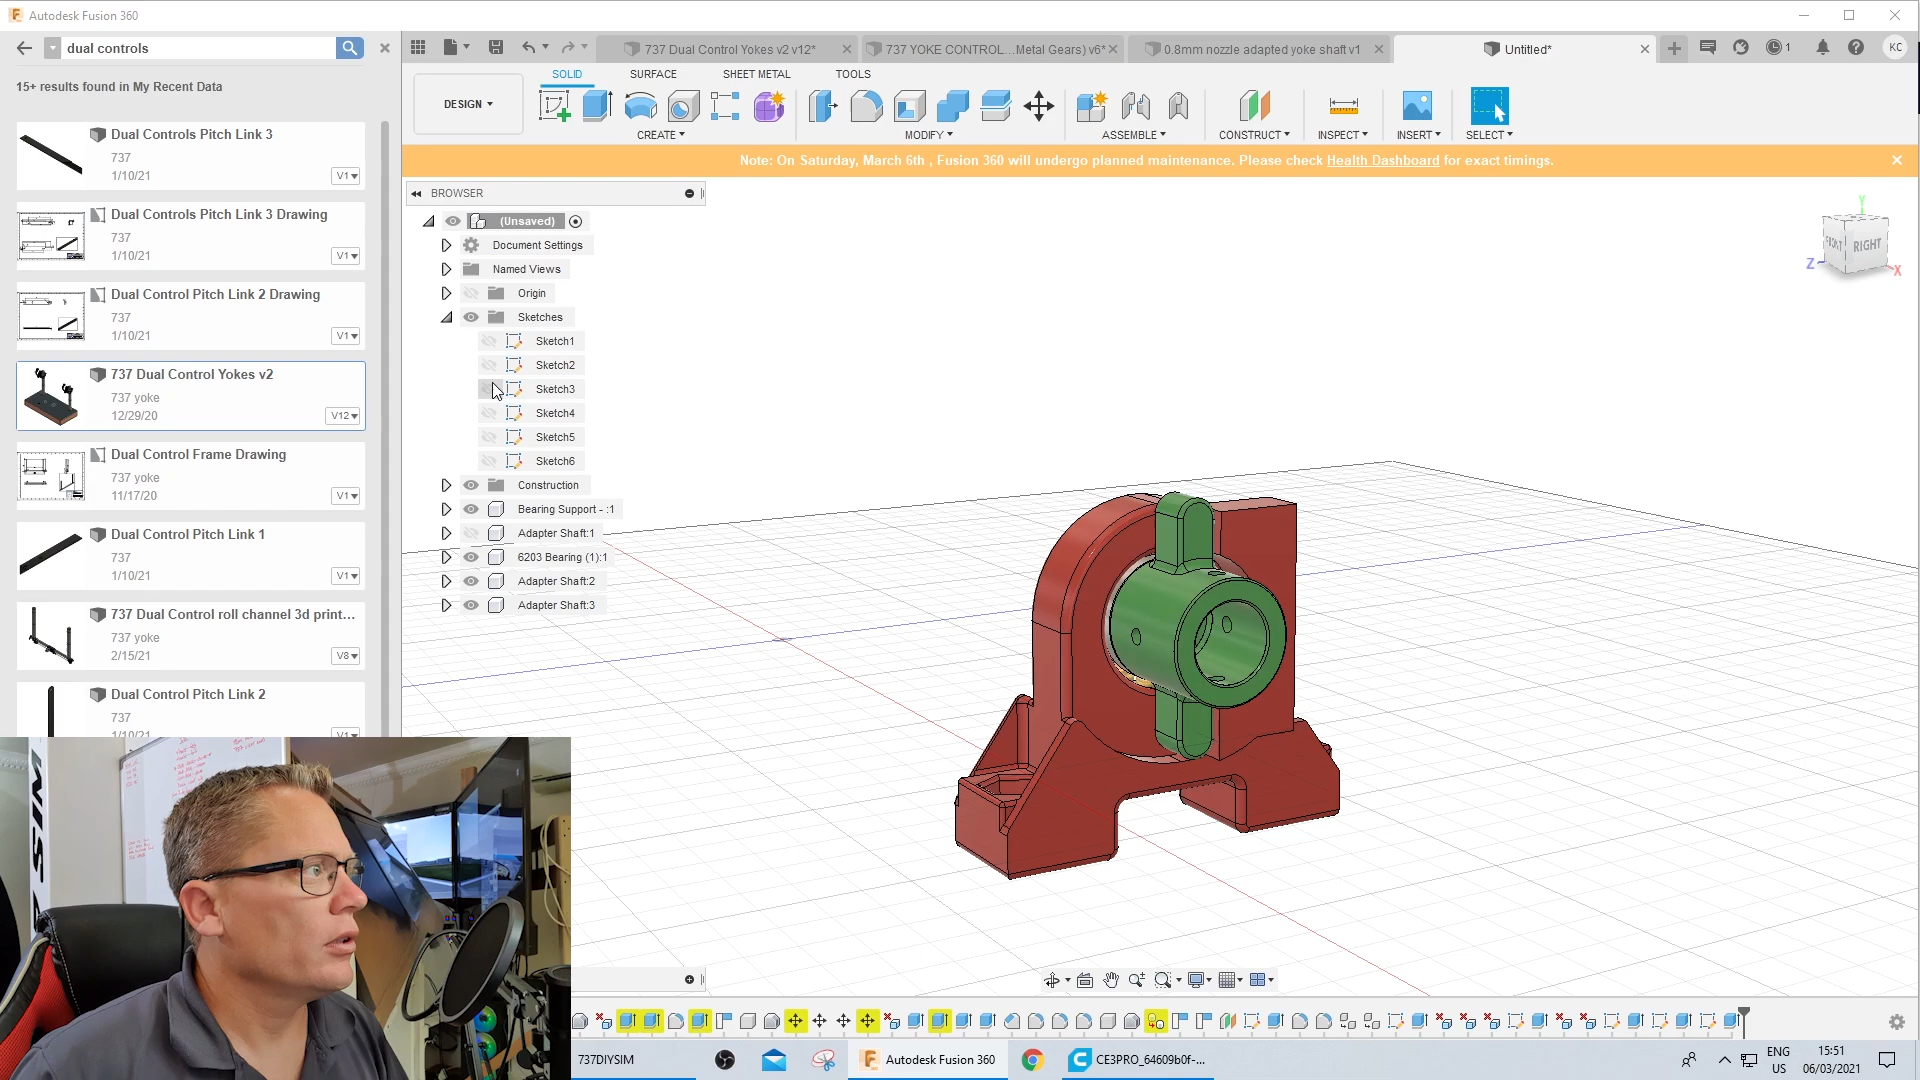 Autodesk Fusion 360
dual controls
15+ results found in My Recent Data
Dual Controls Pitch Link 3
737
1/10/21
V1
Dual Controls Pitch Link 3 Drawing
737
1/10/21
V1
Dual Control Pitch Link 2 Drawing
737
1/10/21
V1
737 Dual Control Yokes v2
737 yoke
12/29/20
V12
Dual Control Frame Drawing
737 yoke
11/17/20
V1
Dual Control Pitch Link 1
737
1/10/21
V1
737 Dual Control roll channel 3d print...
737 yoke
2/15/21
V8
Dual Control Pitch Link 2
737
1/10/21
V1
737 Dual Control Yokes v2 v12*
737 YOKE CONTROL...Metal Gears) v6*
0.8mm nozzle adapted yoke shaft v1
Untitled*
1
KC
DESIGN
SOLID
SURFACE
SHEET METAL
TOOLS
CREATE
MODIFY
ASSEMBLE
CONSTRUCT
INSPECT
INSERT
SELECT
Note: On Saturday, March 6th , Fusion 360 will undergo planned maintenance. Please check Health Dashboard for exact timings.
BROWSER
(Unsaved)
Document Settings
Named Views
Origin
Sketches
Sketch1
Sketch2
Sketch3
Sketch4
Sketch5
Sketch6
Construction
Bearing Support - :1
Adapter Shaft:1
6203 Bearing (1):1
Adapter Shaft:2
Adapter Shaft:3
Y
FRONT
RIGHT
Z
X
737DIYSIM
Autodesk Fusion 360
CE3PRO_64609b0f-...
ENG
US
15:51
06/03/2021